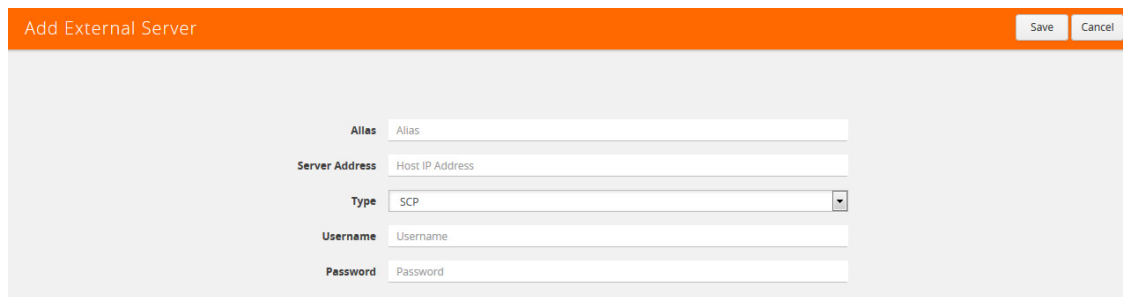 Add External Server Save Cancel
Alias Alias
Server Address Host IP Address
Type SCP
Username Username
Password Password